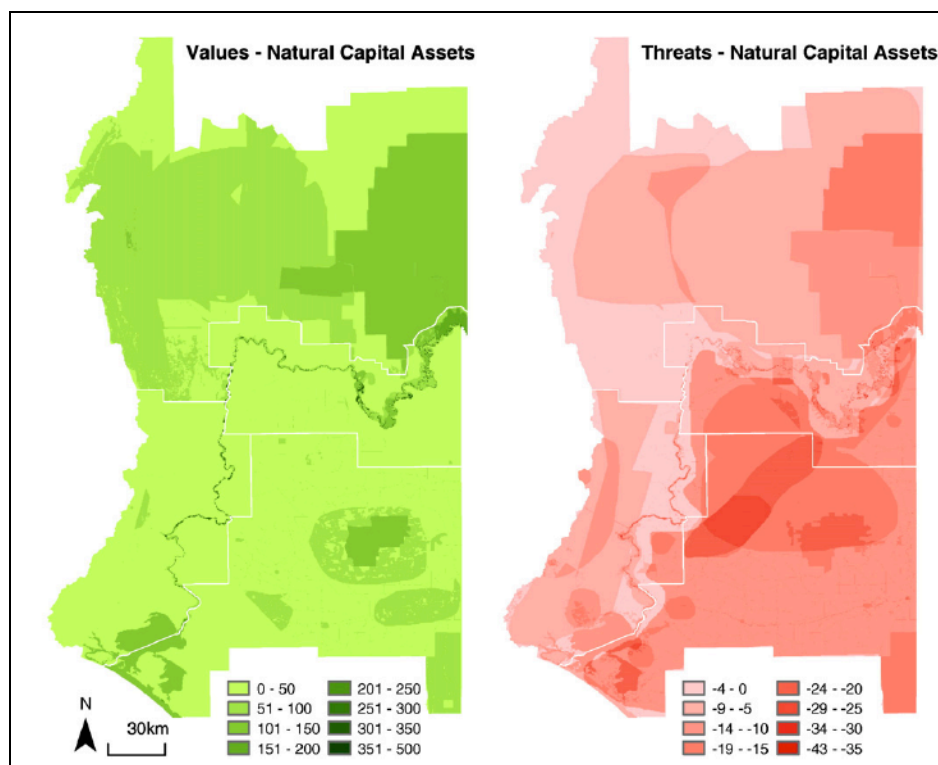 Values - Natural Capital Assets
Threats - Natural Capital Assets
N
30km
0 - 50
51 - 100
101 - 150
151 - 200
201 - 250
251 - 300
301 - 350
351 - 500
-4 - 0
-9 - -5
-14 - -10
-19 - -15
-24 - -20
-29 - -25
-34 - -30
-43 - -35